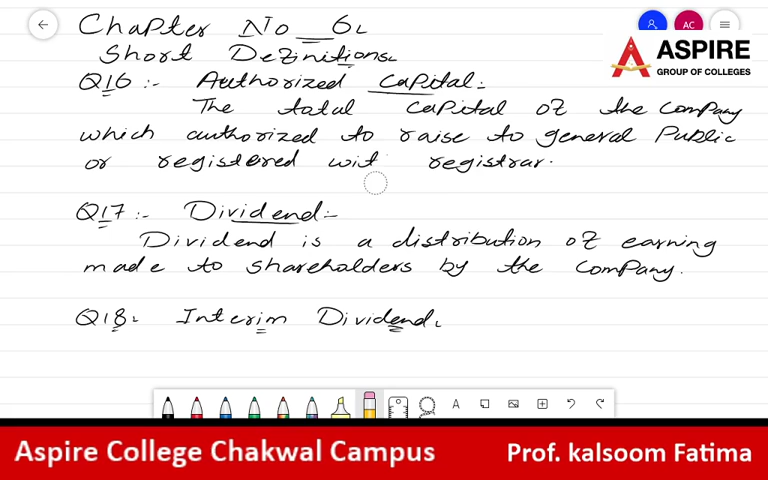 Chapter No 6
AC
Short Definitions
ASPIRE
GROUP OF COLLEGES
Q16 :- Authorized Capital :-
The total capital of the company
which authorized to raise to general Public
or registered wit registrar.
Q17 :- Dividend :-
Dividend is a distribution of earning
made to shareholders by the company.
Q18 Interim Dividend
A
Aspire College Chakwal Campus
Prof. kalsoom Fatima